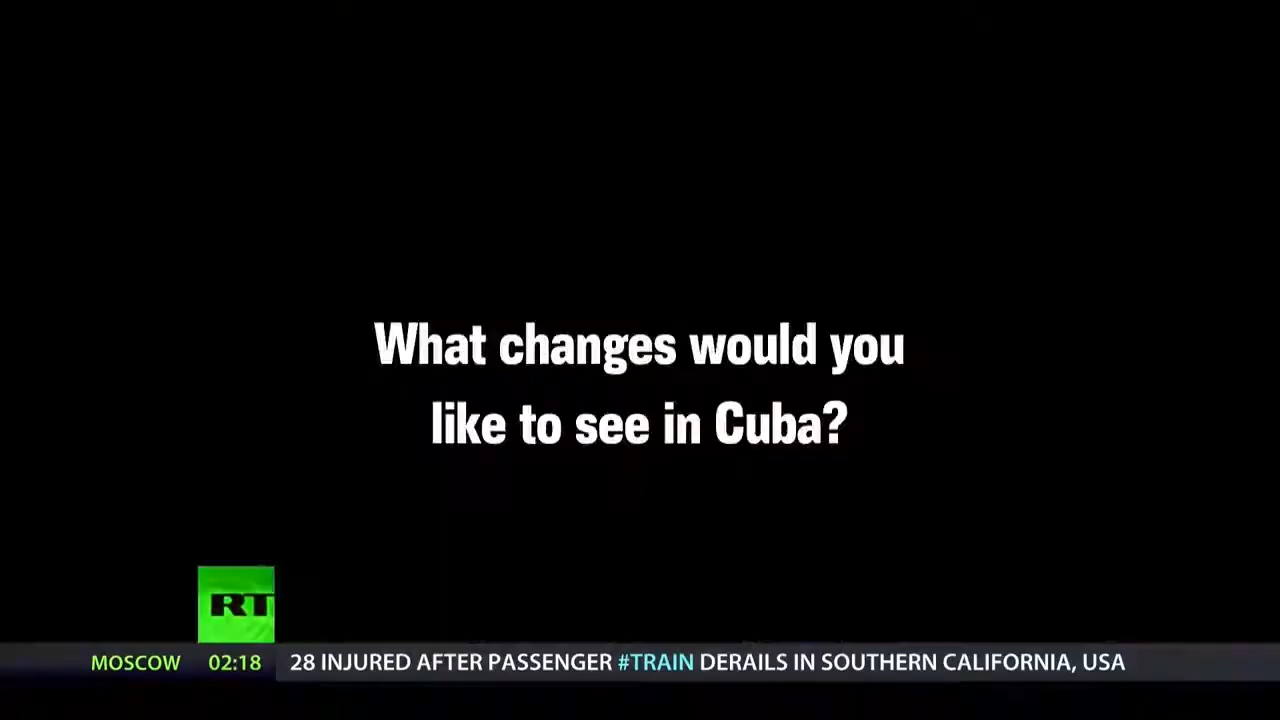 What changes would you
like to see in Cuba?
RT
MOSCOW 02:18 28 INJURED AFTER PASSENGER #TRAIN DERAILS IN SOUTHERN CALIFORNIA, USA